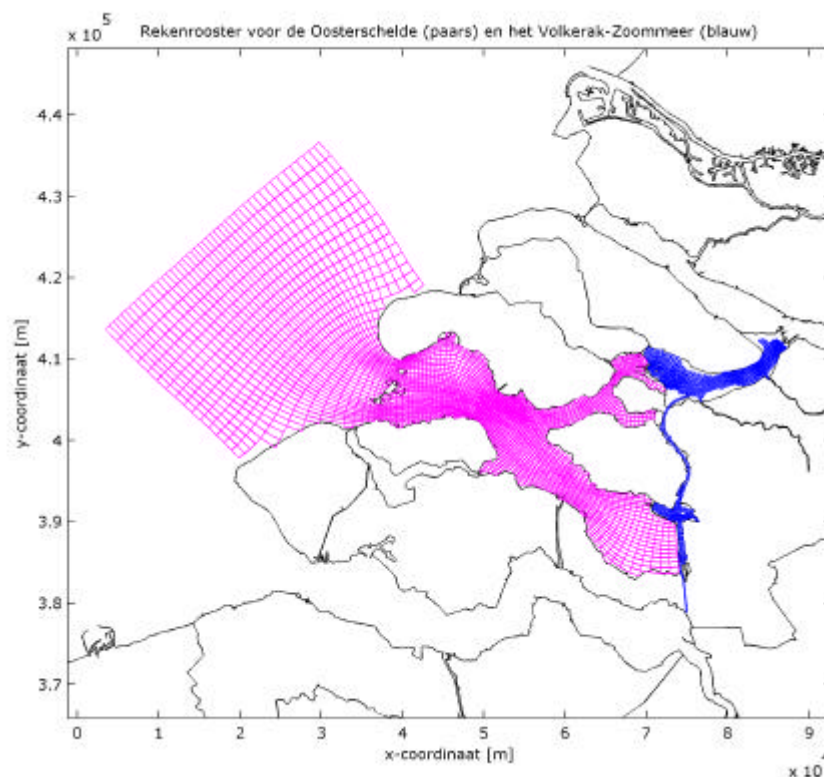 x 10^5
Rekenrooster voor de Oosterschelde (paars) en het Volkerak-Zoommeer (blauw)
4.4
4.3
4.2
4.1
4
3.9
3.8
3.7
y-coordinaat [m]
0 1 2 3 4 5 6 7 8 9
x-coordinaat [m]
x 10